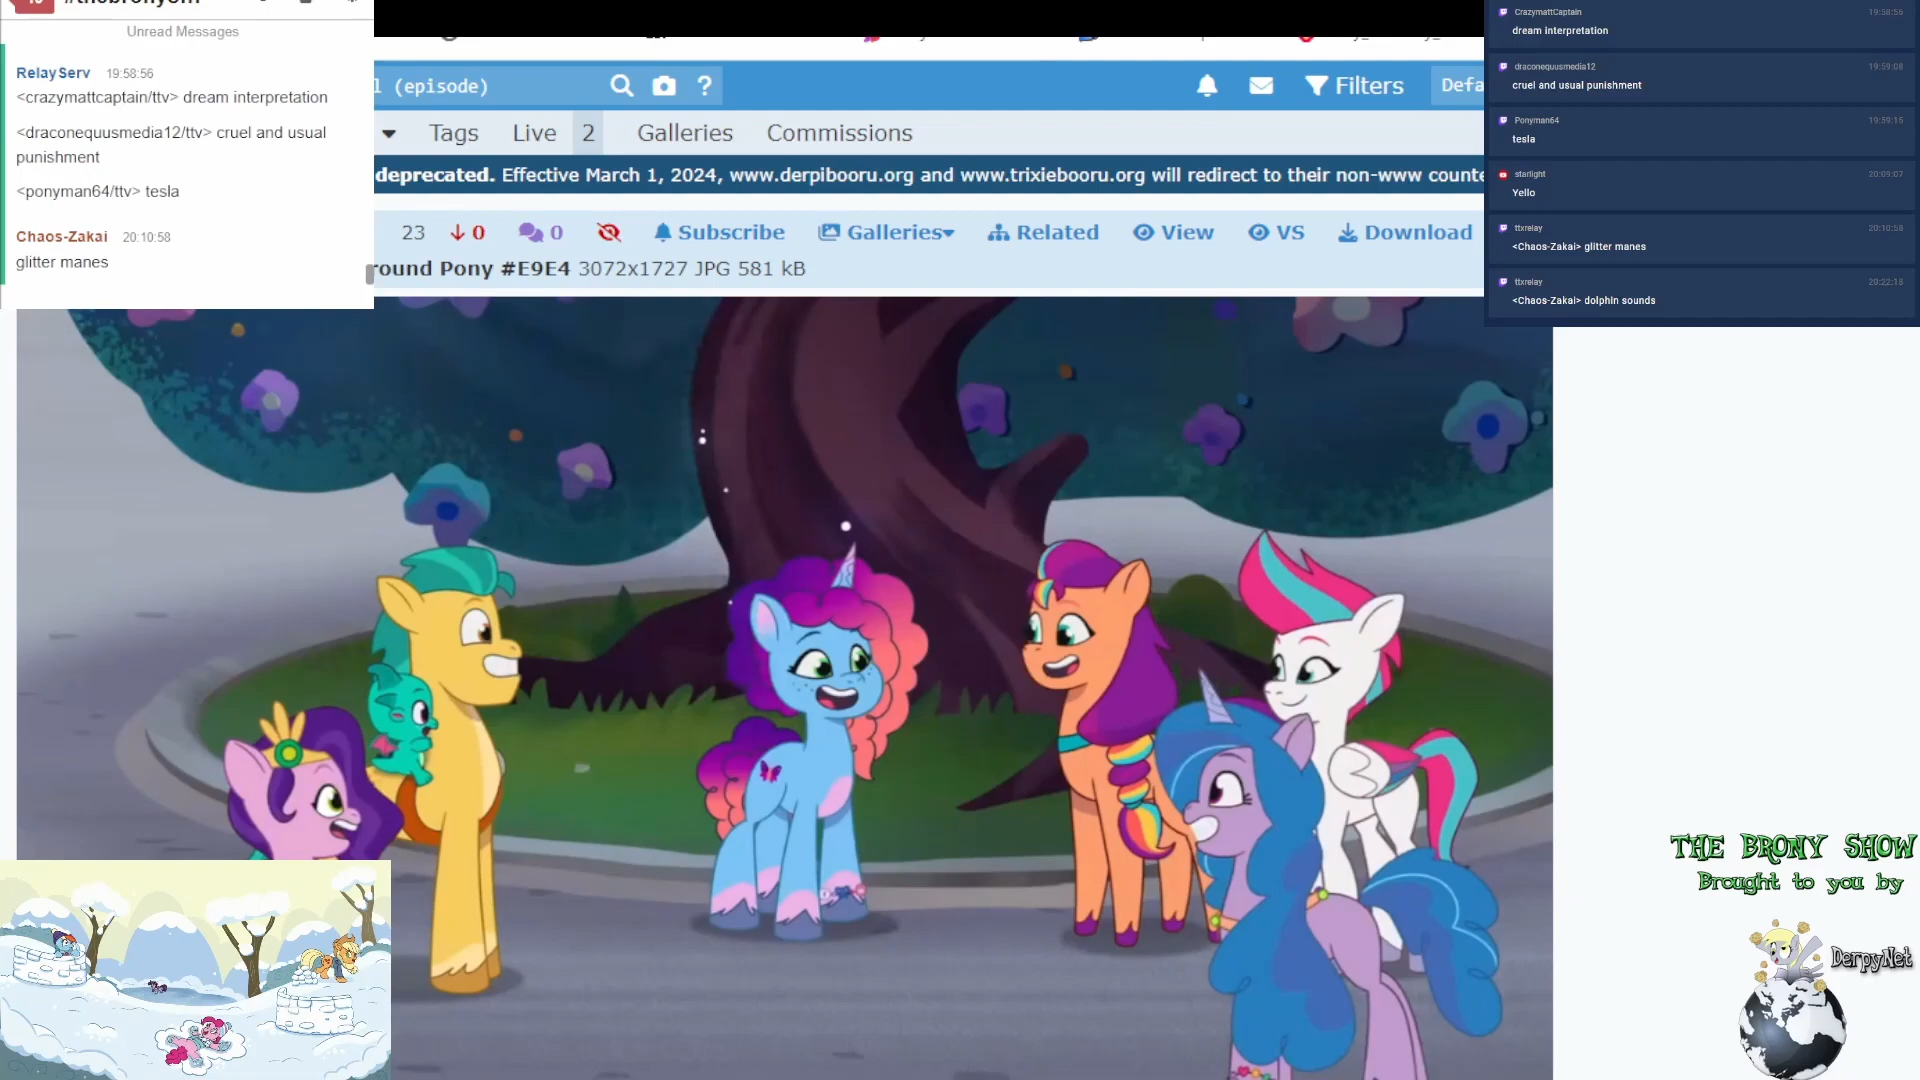 Unread Messages
RelayServ 19:58:56
<crazymattcaptain/ttv> dream interpretation
<draconequusmedia12/ttv> cruel and usual
punishment
<ponyman64/ttv> tesla
Chaos-Zakai 20:10:58
glitter manes
(episode) ?
Filters Defa
Tags Live 2 Galleries Commissions
deprecated. Effective March 1, 2024, www.derpibooru.org and www.trixiebooru.org will redirect to their non-www counte
23 0 0 Subscribe Galleries Related View VS Download
round Pony #E9E4 3072x1727 JPG 581 kB
CrazymattCaptain 19:58:56
dream interpretation
draconequusmedia12 19:59:08
cruel and usual punishment
Ponyman64 19:59:15
tesla
starlight 20:09:07
Yello
ttxrelay 20:10:58
<Chaos-Zakai> glitter manes
ttxrelay 20:22:18
<Chaos-Zakai> dolphin sounds
THE BRONY SHOW
Brought to you by
DerpyNet